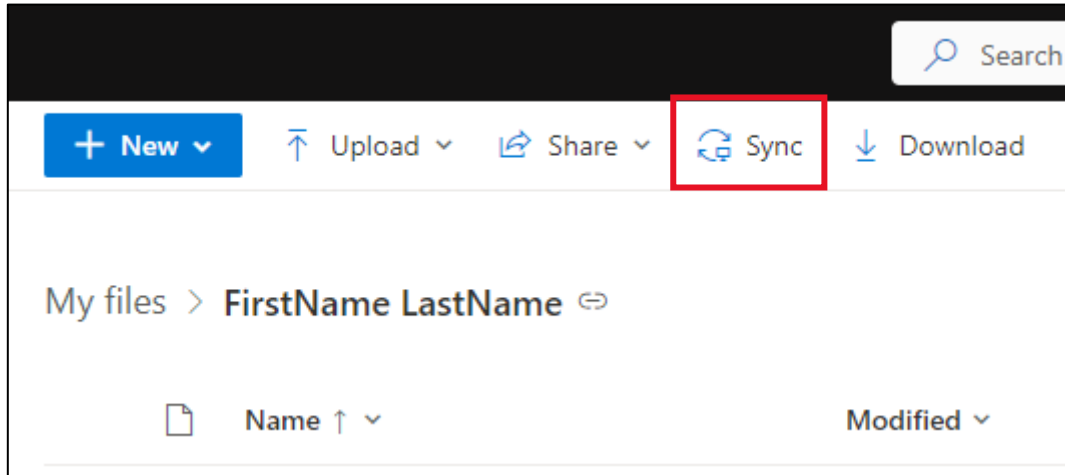 Search
New Upload Share Sync Download
My files > FirstName LastName
Name ↑ Modified